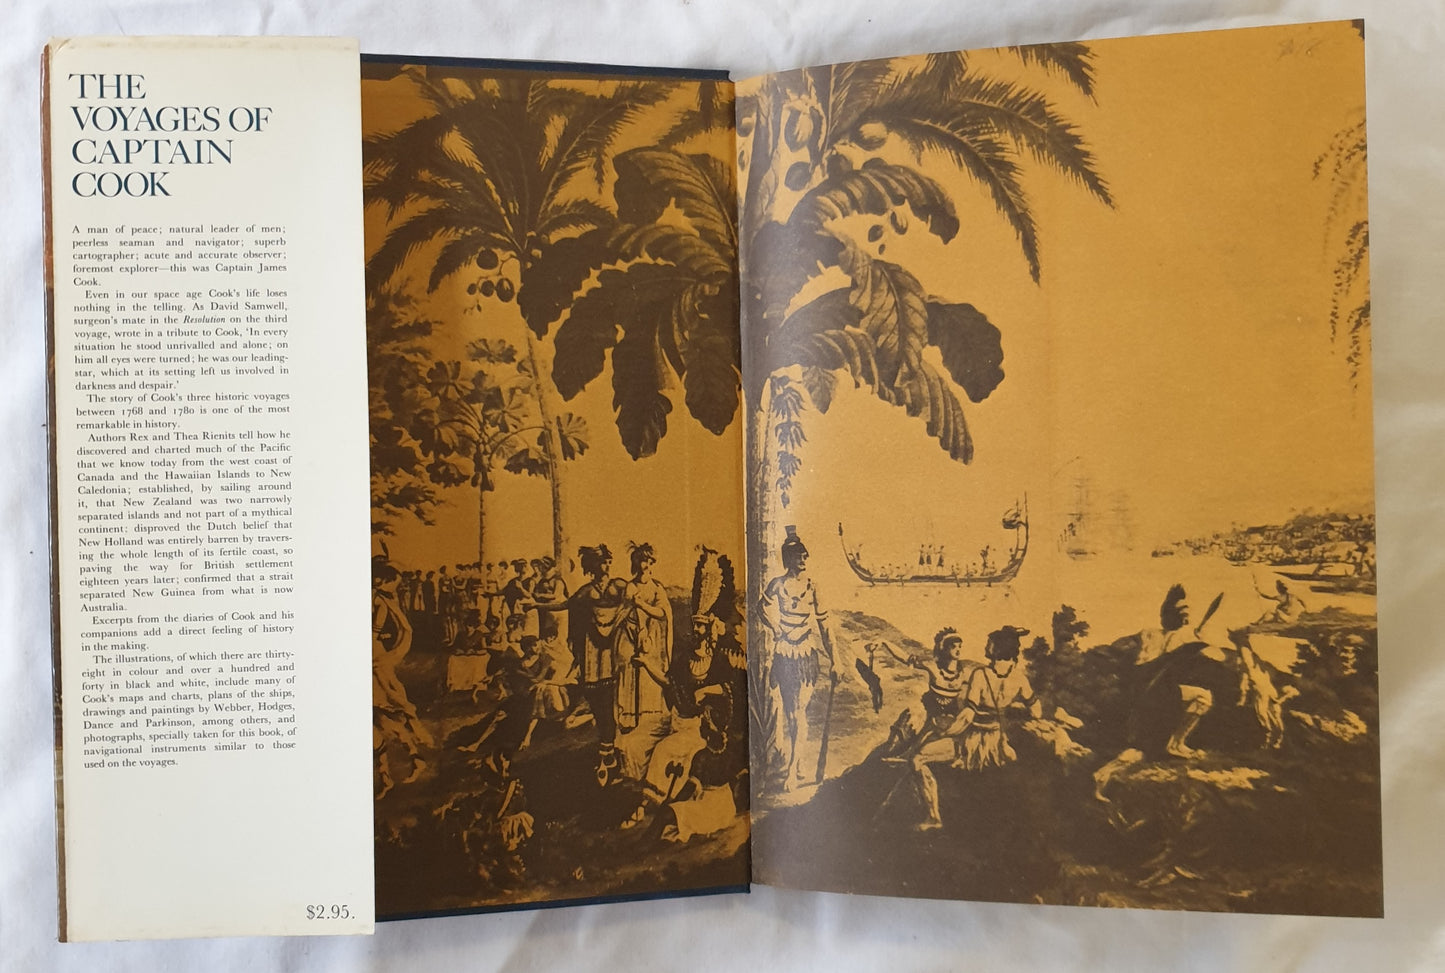 THE
VOYAGES OF
CAPTAIN
COOK
A man of peace; natural leader of men;
peerless seaman and navigator; superb
cartographer; acute and accurate observer;
foremost explorer—this was Captain James
Cook.
Even in our space age Cook's life loses
nothing in the telling. As David Samwell,
surgeon's mate in the Resolution on the third
voyage, wrote in a tribute to Cook, 'In every
situation he stood unrivalled and alone; on
him all eyes were turned; he was our leading-
star, which at its setting left us involved in
darkness and despair.'
The story of Cook's three historic voyages
between 1768 and 1780 is one of the most
remarkable in history.
Authors Rex and Thea Rienits tell how he
discovered and charted much of the Pacific
that we know today from the west coast of
Canada and the Hawaiian Islands to New
Caledonia; established, by sailing around
it, that New Zealand was two narrowly
separated islands and not part of a mythical
continent; disproved the Dutch belief that
New Holland was entirely barren by travers-
ing the whole length of its fertile coast, so
paving the way for British settlement
eighteen years later; confirmed that a strait
separated New Guinea from what is now
Australia.
Excerpts from the diaries of Cook and his
companions add a direct feeling of history
in the making.
The illustrations, of which there are thirty-
eight in colour and over a hundred and
forty in black and white, include many of
Cook's maps and charts, plans of the ships,
drawings and paintings by Webber, Hodges,
Dance and Parkinson, among others, and
photographs, specially taken for this book, of
navigational instruments similar to those
used on the voyages.
$2.95.